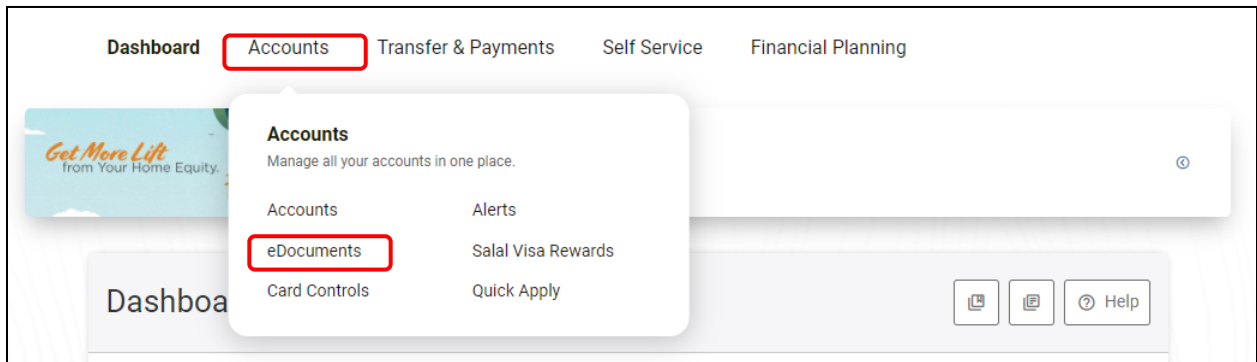 Dashboard Accounts Transfer & Payments Self Service Financial Planning
Get More Lift
from Your Home Equity.
Accounts
Manage all your accounts in one place.
Accounts Alerts
eDocuments Salal Visa Rewards
Card Controls Quick Apply
Help